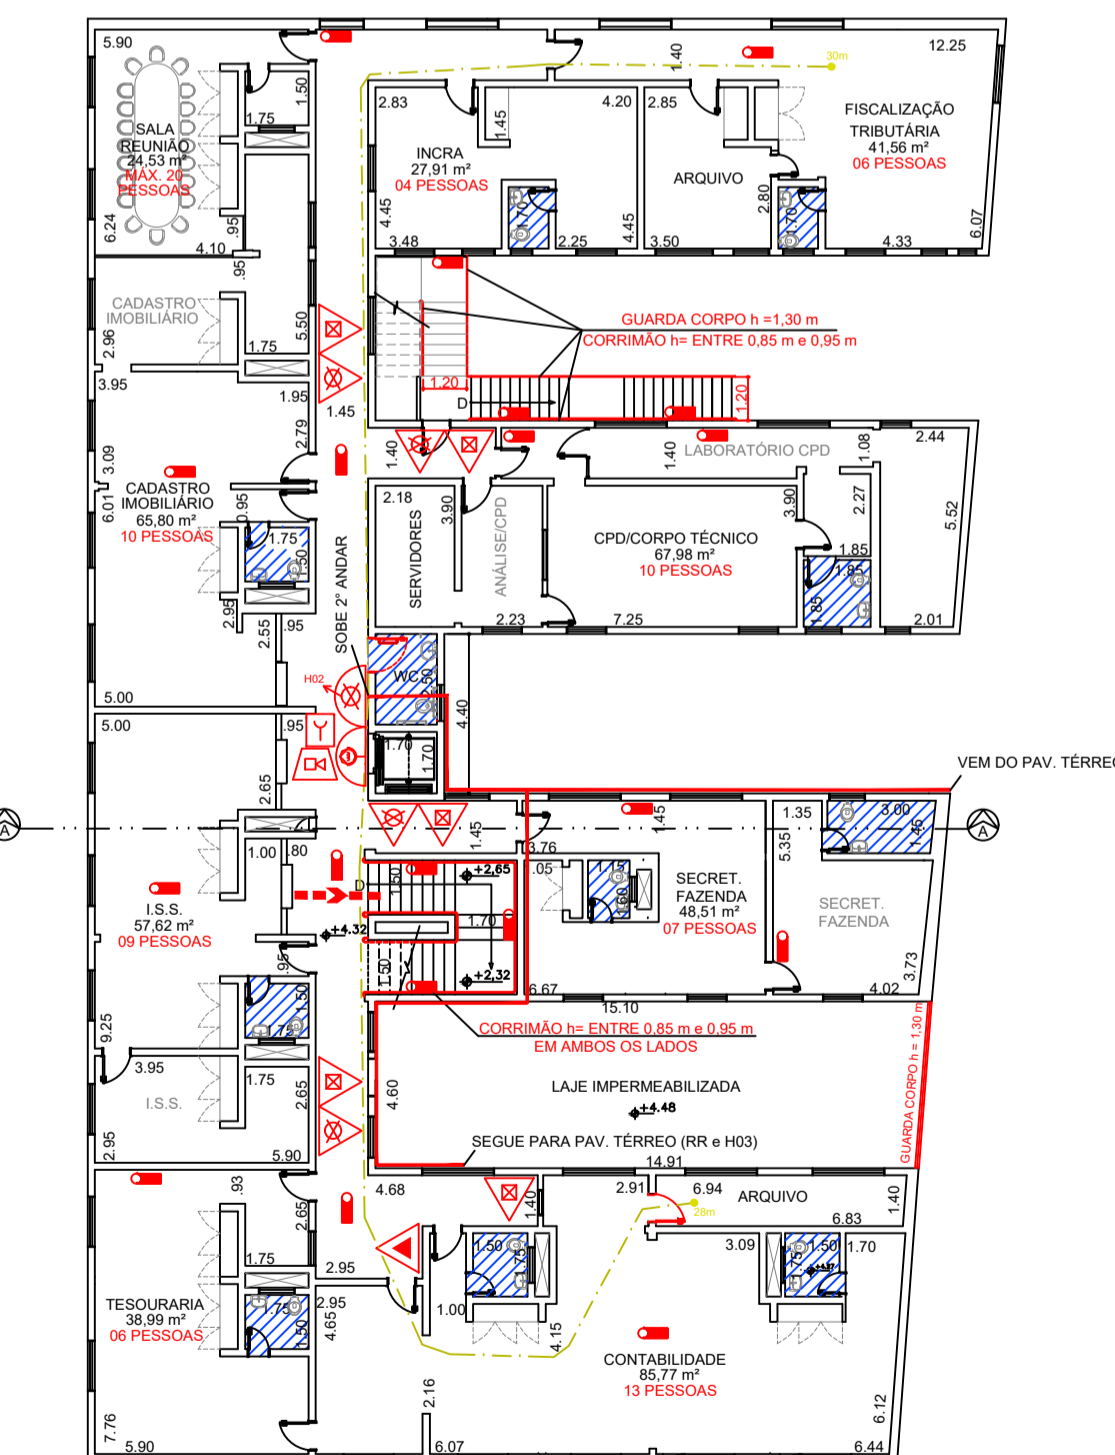 5.90
1.40
12.25
30m
1.50
1.75
SALA
REUNIÃO
24,53 m²
MÁX. 20
PESSOAS
6.24
4.10
.95
2.83
1.45
4.20
INCRA
27,91 m²
04 PESSOAS
4.45
3.48
1.70
2.25
4.45
2.85
ARQUIVO
3.50
2.80
1.70
FISCALIZAÇÃO
TRIBUTÁRIA
41,56 m²
06 PESSOAS
4.33
6.07
.95
CADASTRO
IMOBILIÁRIO
2.96
5.50
1.75
3.95
1.95
1.45
GUARDA CORPO h =1,30 m
CORRIMÃO h= ENTRE 0,85 m e 0,95 m
1.20
D
1.20
2.79
3.09
CADASTRO
IMOBILIÁRIO
65,80 m²
10 PESSOAS
6.01
0.95
1.75
.50
2.95
2.55
.95
5.00
1.40
1.40
LABORATÓRIO CPD
1.08
2.44
2.18
3.90
SERVIDORES
ANÁLISE/CPD
CPD/CORPO TÉCNICO
67,98 m²
10 PESSOAS
3.90
2.27
5.52
1.85
1.85
1.85
2.23
7.25
2.01
SOBE 2° ANDAR
H02
WC
2.50
4.40
1.70
1.70
5.00
.95
2.65
VEM DO PAV. TÉRRE
A
A
1.45
3.76
1.45
1.35
3.00
1.45
5.35
1.00
.80
I.S.S.
57,62 m²
09 PESSOAS
D
1.50
+2,65
1.70
+4.32
1.50
+2,32
.05
1.15
1.60
SECRET.
FAZENDA
48,51 m²
07 PESSOAS
SECRET.
FAZENDA
3.73
4.02
6.67
15.10
.95
1.50
1.75
9.25
3.95
1.75
I.S.S.
2.65
2.95
5.90
CORRIMÃO h= ENTRE 0,85 m e 0,95 m
EM AMBOS OS LADOS
LAJE IMPERMEABILIZADA
+4.48
4.60
GUARDA CORPO h = 1,30 m
SEGUE PARA PAV. TÉRREO (RR e H03)
14.91
4.68
1.40
2.91
6.94
28m
ARQUIVO
1.40
6.83
.93
2.65
1.75
2.95
TESOURARIA
38,99 m²
06 PESSOAS
1.75
1.50
2.95
4.65
1.50
1.75
1.00
4.15
3.09
1.50
1.75
1.70
CONTABILIDADE
85,77 m²
13 PESSOAS
2.16
7.76
5.90
6.07
6.12
6.44